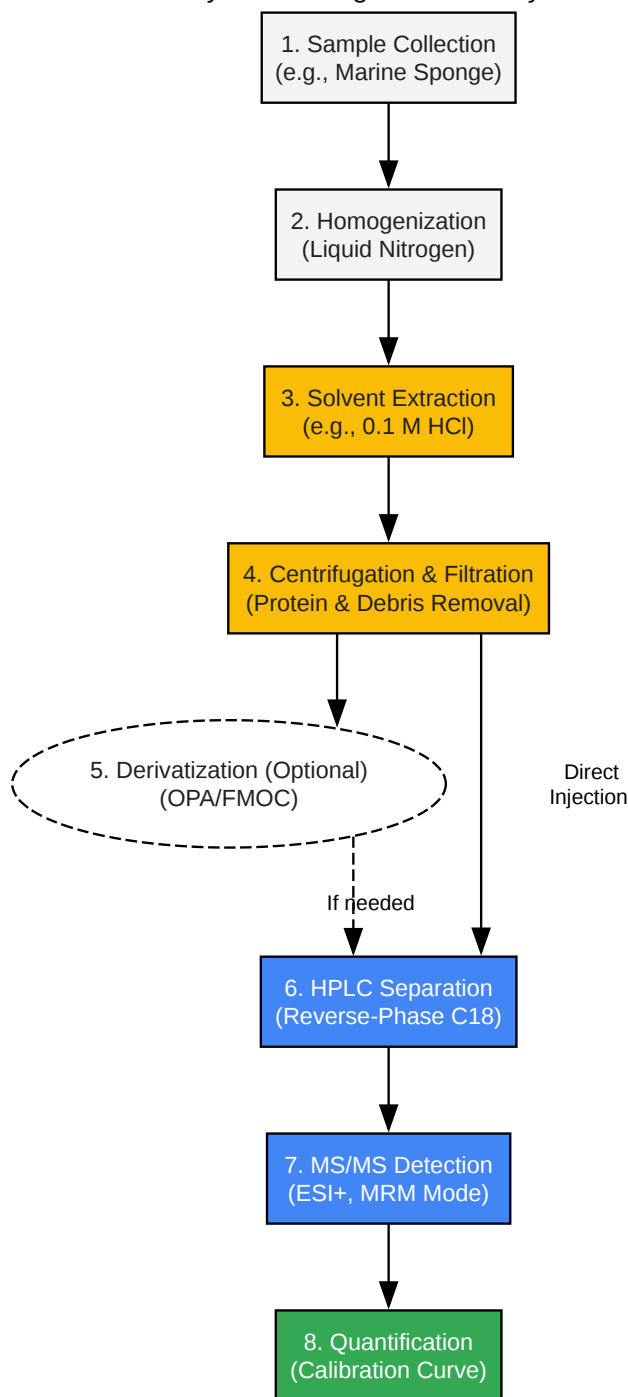 1. Sample Collection
(e.g., Marine Sponge)
2. Homogenization
(Liquid Nitrogen)
3. Solvent Extraction
(e.g., 0.1 M HCl)
4. Centrifugation & Filtration
(Protein & Debris Removal)
5. Derivatization (Optional)
(OPA/FMOC)
Direct
Injection
If needed
6. HPLC Separation
(Reverse-Phase C18)
7. MS/MS Detection
(ESI+, MRM Mode)
8. Quantification
(Calibration Curve)